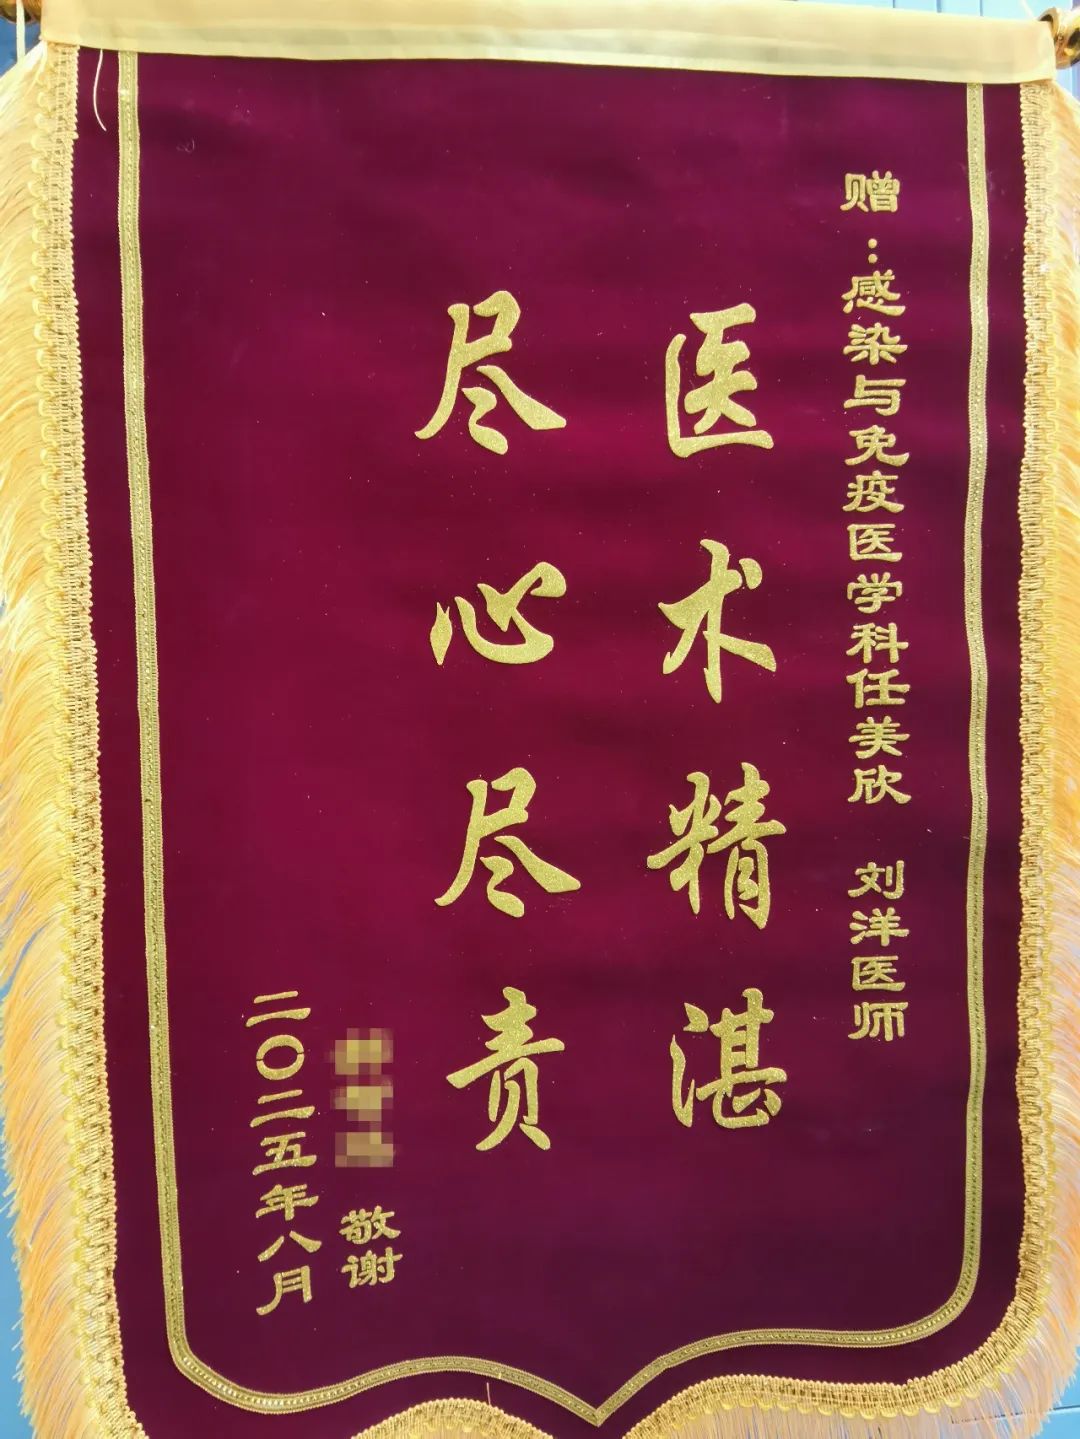 赠：感染与免疫医学科任美欣 刘洋医师
医术精湛
尽心尽责
敬谢
二〇二五年八月